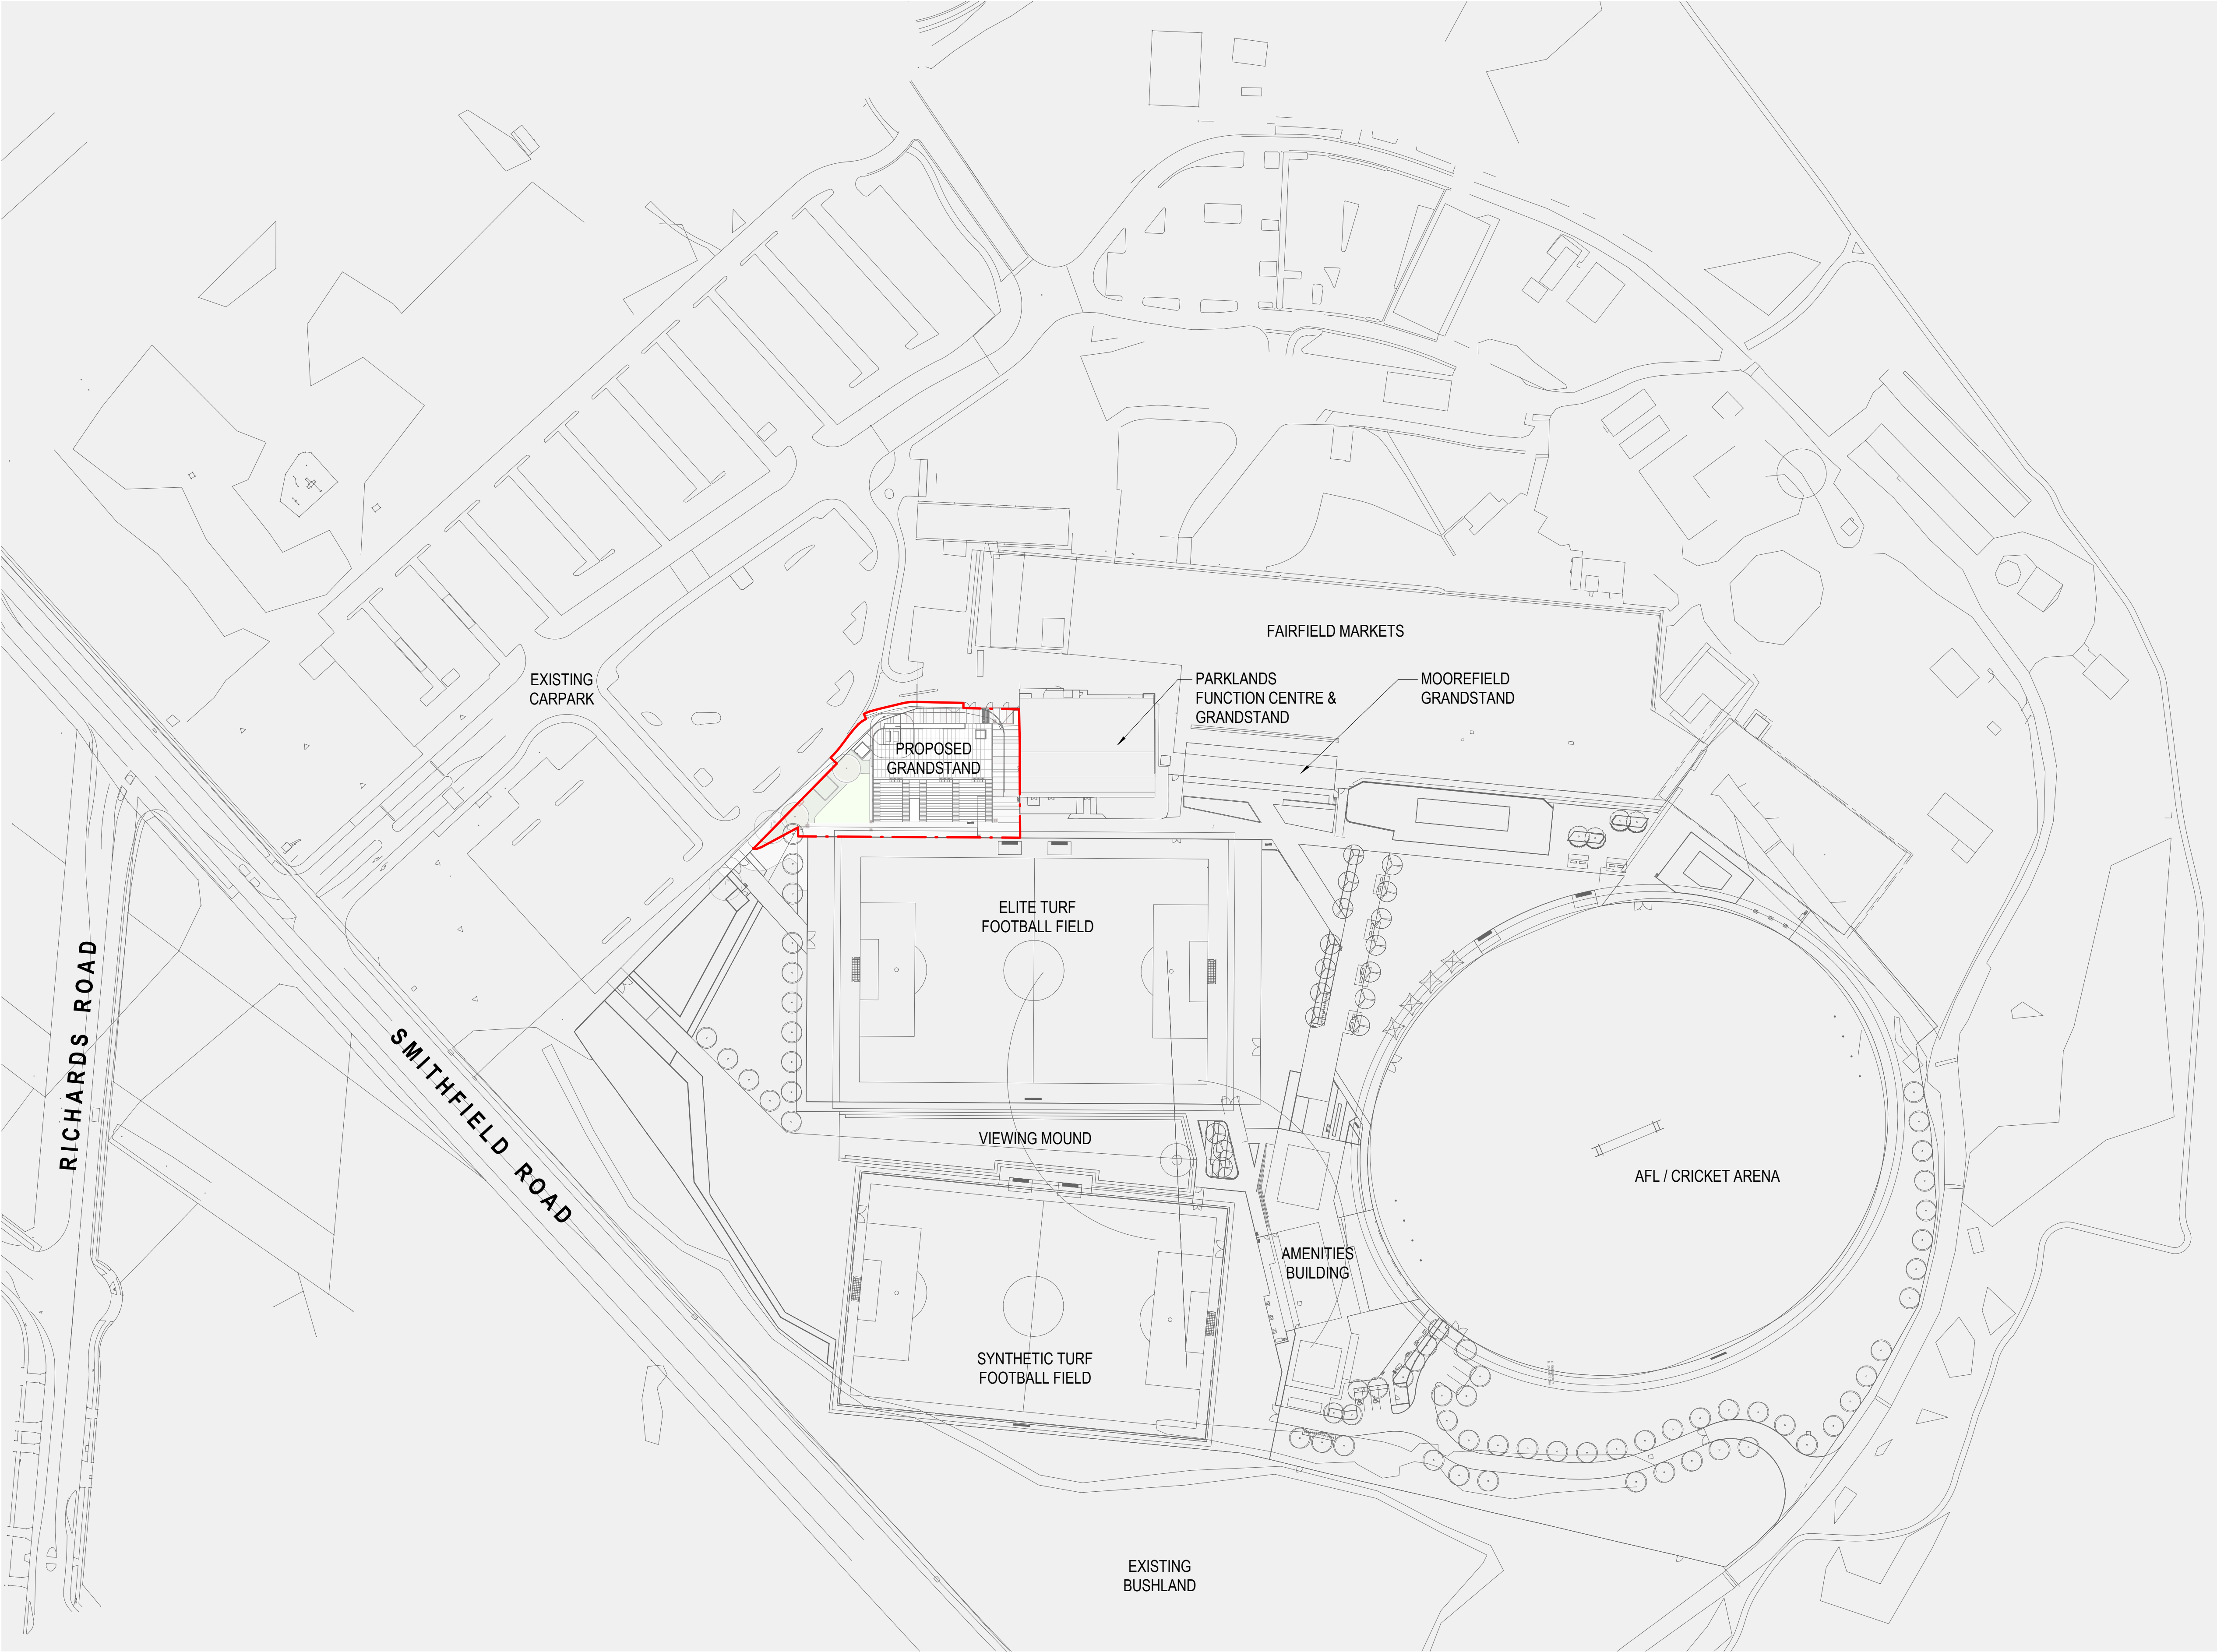 FAIRFIELD MARKETS
EXISTING
CARPARK
PARKLANDS
FUNCTION CENTRE &
GRANDSTAND
MOOREFIELD
GRANDSTAND
PROPOSED
GRANDSTAND
ELITE TURF
FOOTBALL FIELD
RICHARDS ROAD
SMITHFIELD ROAD
VIEWING MOUND
AFL / CRICKET ARENA
AMENITIES
BUILDING
SYNTHETIC TURF
FOOTBALL FIELD
EXISTING
BUSHLAND